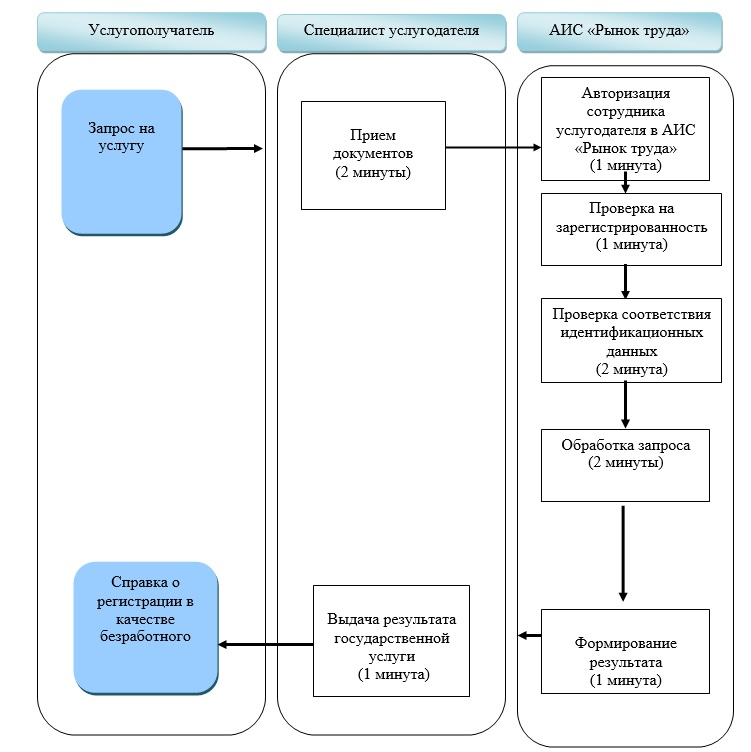 Услугополучатель
Специалист услугодателя
АИС «Рынок труда»
Запрос на
услугу
Прием
документов
(2 минуты)
Авторизация
сотрудника
услугодателя в АИС
«Рынок труда»
(1 минута)
Проверка на
зарегистрированность
(1 минута)
Проверка соответствия
идентификационных
данных
(2 минута)
Обработка запроса
(2 минуты)
Формирование
результата
(1 минута)
Выдача результата
государственной
услуги
(1 минута)
Справка о
регистрации в
качестве
безработного